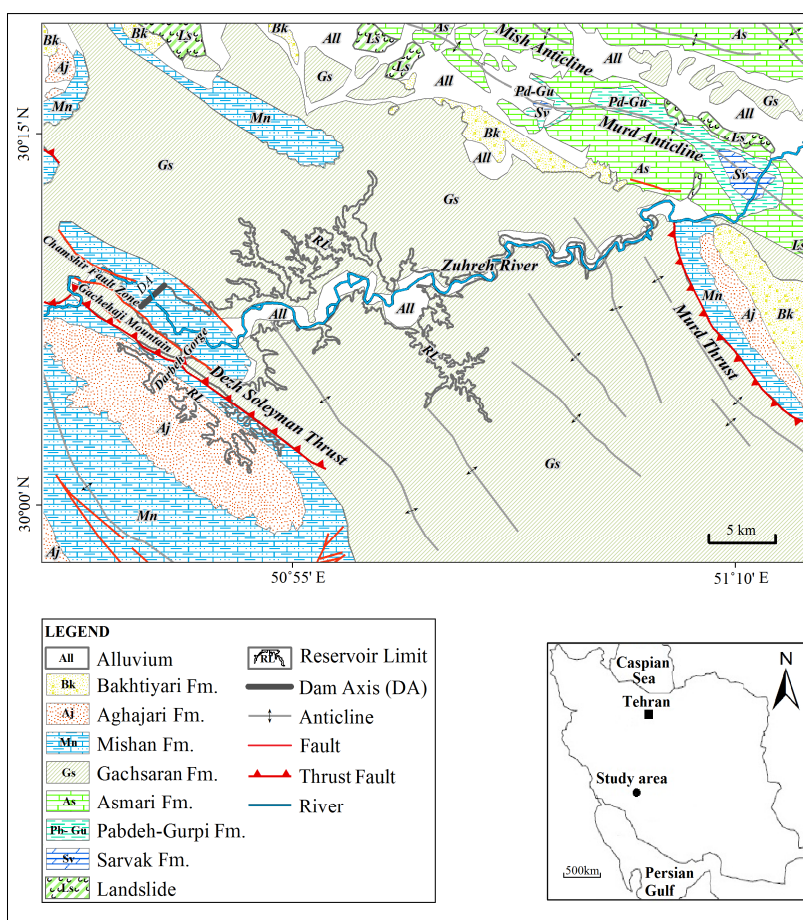 Bk
Bk
Ls
Bk
All
Ls
As
As
Aj
Ls
All
Mish Anticline
Gs
All
Pd-Gu
Pd-Gu
Gs
Mn
Mn
Sv
All
Bk
Murd Anticline
Ls
30°15' N
All
Sv
Gs
Gs
As
Ls
RL
Zuhreh River
Chamshir Fault Zone
DA
Gachehaji Mountain
All
All
Mn
Aj
Bk
Darbeh Gorge
RL
Murd Thrust
RL
Dezh Soleyman Thrust
Aj
Gs
30°00' N
Mn
Aj
5 km
50°55' E
51°10' E
LEGEND
All Alluvium
Bk Bakhtiyari Fm.
Aj Aghajari Fm.
Mn Mishan Fm.
Gs Gachsaran Fm.
As Asmari Fm.
Pb- Gu Pabdeh-Gurpi Fm.
Sv Sarvak Fm.
Ls Landslide
RL Reservoir Limit
Dam Axis (DA)
Anticline
Fault
Thrust Fault
River
Caspian
Sea
N
Tehran
Study area
500km
Persian
Gulf